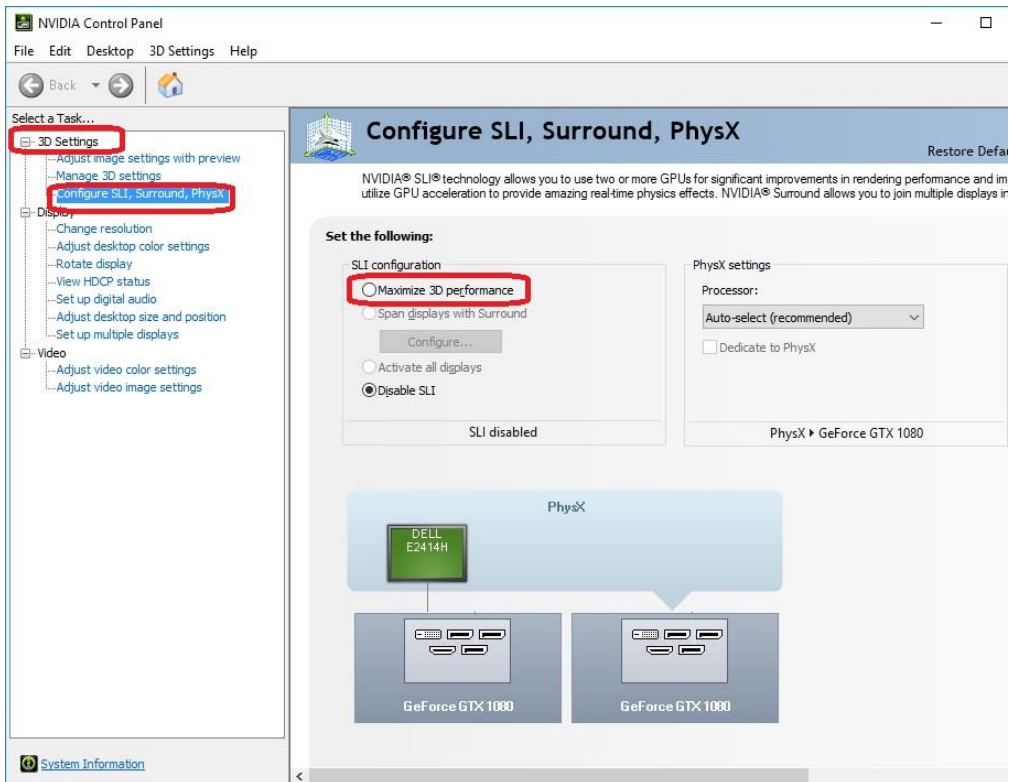 NVIDIA Control Panel
File Edit Desktop 3D Settings Help
Back
Select a Task...
3D Settings
Adjust image settings with preview
Manage 3D settings
Configure SLI, Surround, PhysX
Display
Change resolution
Adjust desktop color settings
Rotate display
View HDCP status
Set up digital audio
Adjust desktop size and position
Set up multiple displays
Video
Adjust video color settings
Adjust video image settings
System Information
Configure SLI, Surround, PhysX
Restore Defa
NVIDIA® SLI® technology allows you to use two or more GPUs for significant improvements in rendering performance and im
utilize GPU acceleration to provide amazing real-time physics effects. NVIDIA® Surround allows you to join multiple displays in
Set the following:
SLI configuration
Maximize 3D performance
Span displays with Surround
Configure...
Activate all displays
Disable SLI
SLI disabled
PhysX settings
Processor:
Auto-select (recommended)
Dedicate to PhysX
PhysX ▸ GeForce GTX 1080
PhysX
DELL
E2414H
GeForce GTX 1080
GeForce GTX 1080